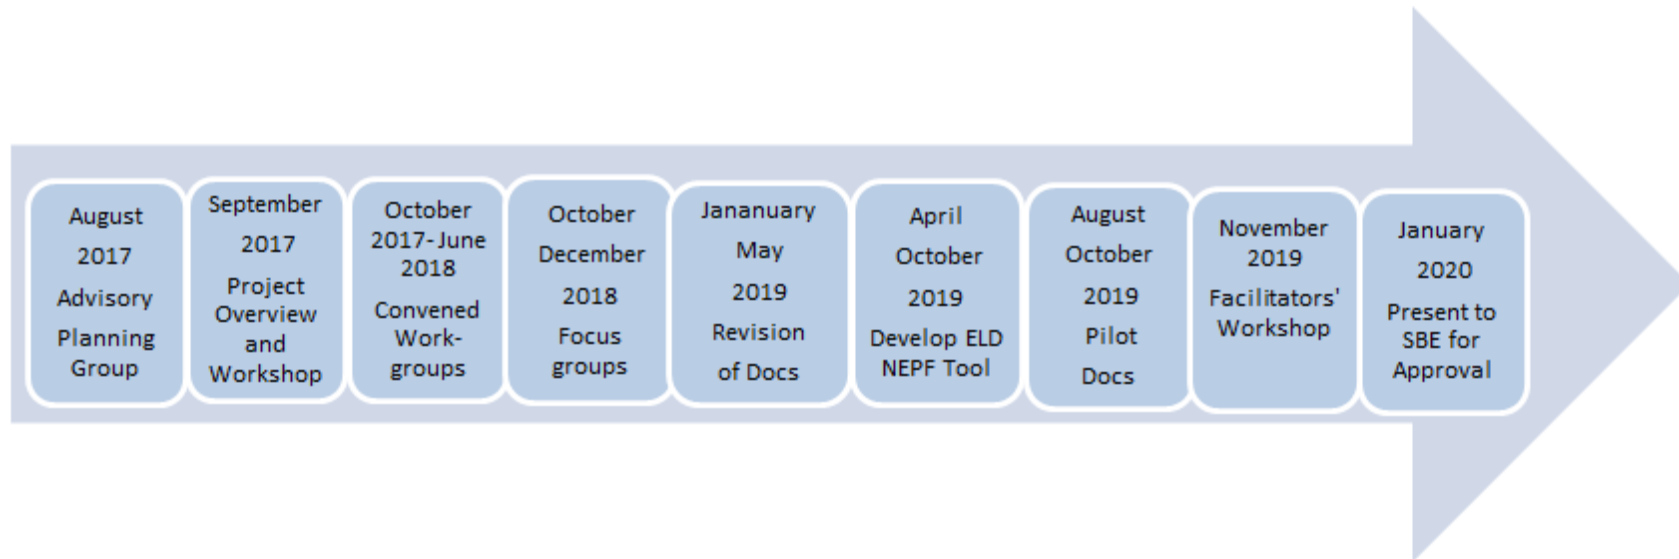 August
2017
Advisory
Planning
Group
September
2017
Project
Overview
and
Workshop
October
2017-June
2018
Convened
Work-
groups
October
December
2018
Focus
groups
Jananuary
May
2019
Revision
of Docs
April
October
2019
Develop ELD
NEPF Tool
August
October
2019
Pilot
Docs
November
2019
Facilitators'
Workshop
January
2020
Present to
SBE for
Approval